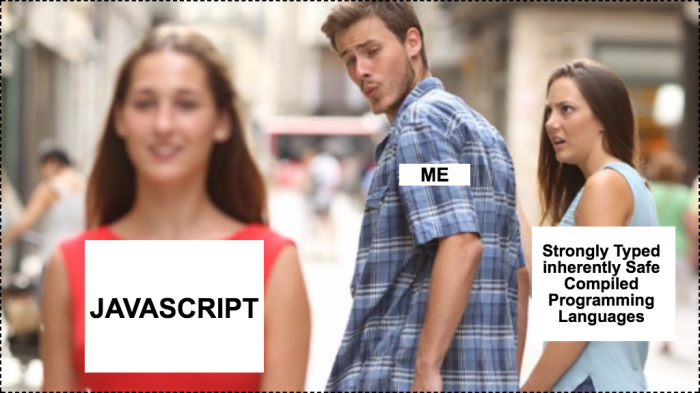 JAVASCRIPT
ME
Strongly Typed
inherently Safe
Compiled
Programming
Languages